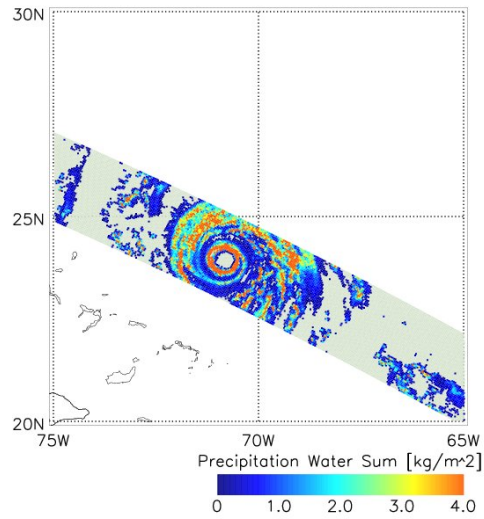 30N
25N
20N
75W 70W 65W
Precipitation Water Sum [kg/m^2]
0 1.0 2.0 3.0 4.0